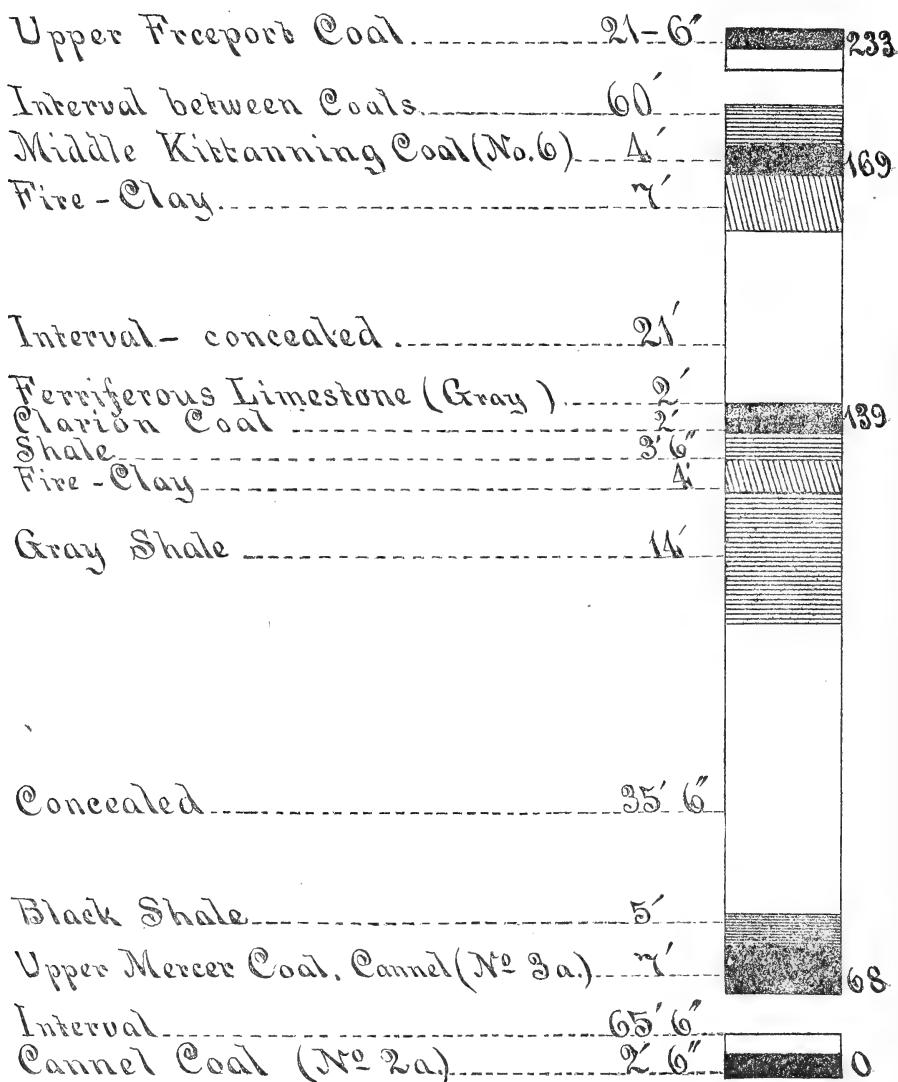 Upper Freeport Coal 21-6" 233
Interval between Coals 60'
Middle Kittanning Coal (No. 6) 4' 169
Fire-Clay 7'
Interval- concealed 21'
Ferriferous Limestone (Gray) 2'
Clarion Coal 2' 139
Shale 3' 6"
Fire-Clay 4'
Gray Shale 14'
Concealed 35' 6"
Black Shale 5'
Upper Mercer Coal, Cannel (Nº 3a.) 7' 68
Interval 65' 6"
Cannel Coal (Nº 2a.) 2' 6" 0